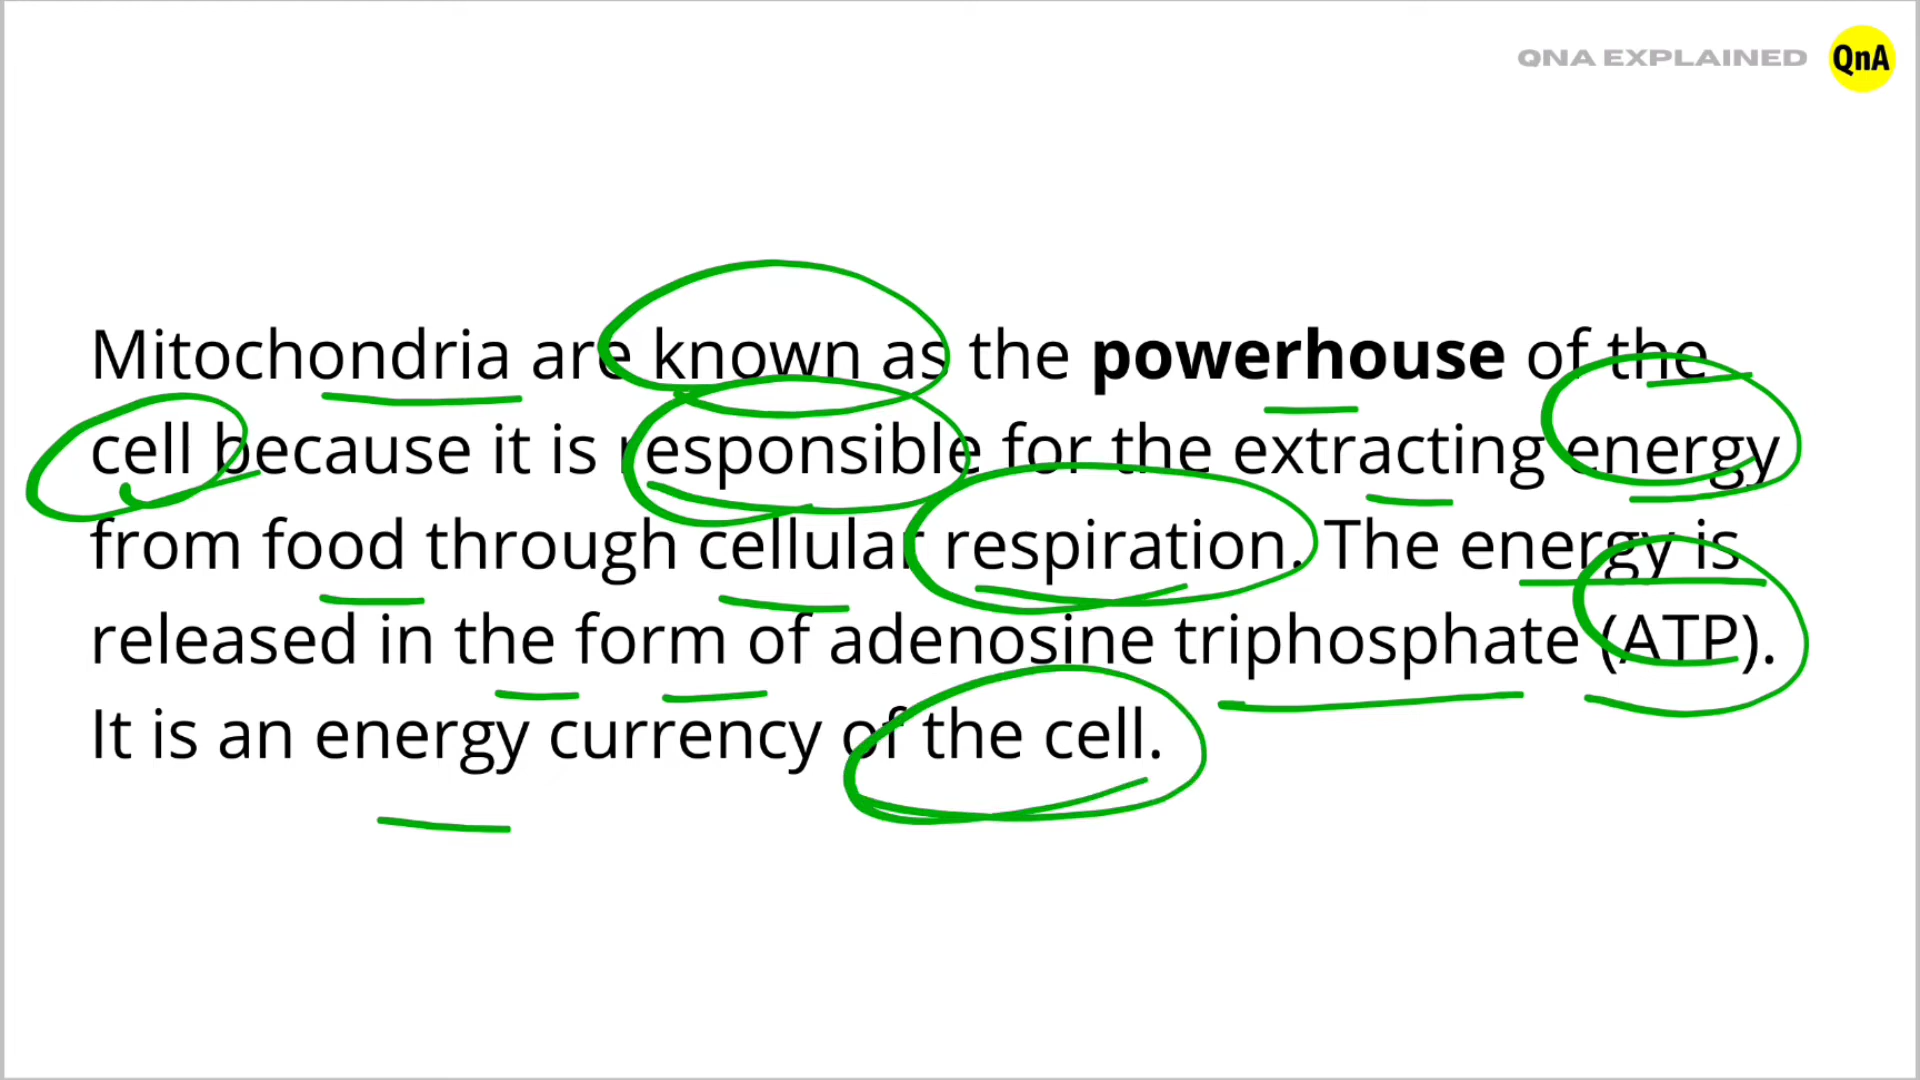 QNA EXPLAINED QnA
Mitochondria are known as the powerhouse of the
cell because it is responsible for the extracting energy
from food through cellular respiration. The energy is
released in the form of adenosine triphosphate (ATP).
It is an energy currency of the cell.